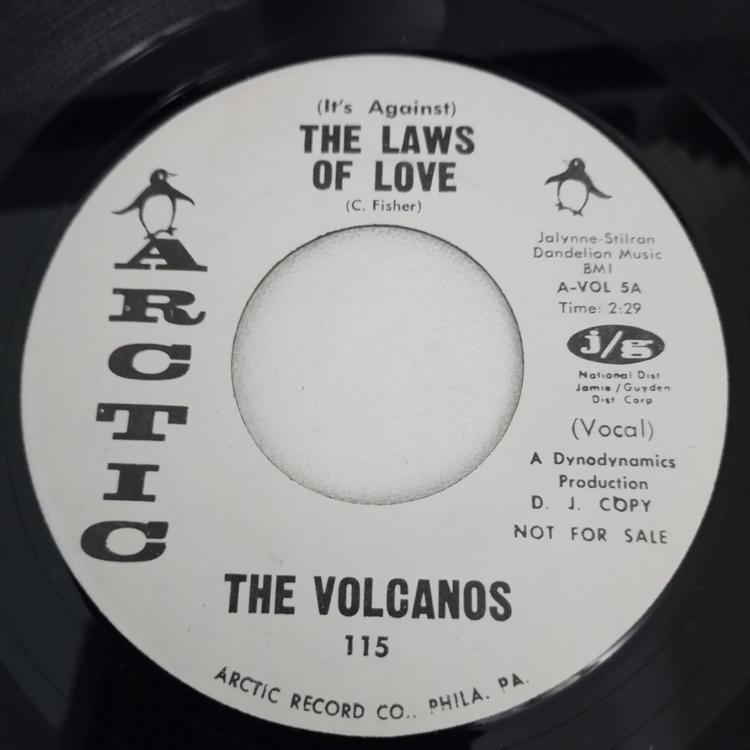 (It's Against)
THE LAWS
OF LOVE
(C. Fisher)
ARCTIC
Jalynne-Stilran
Dandelion Music
BMI
A-VOL 5A
Time: 2:29
j/g
National Dist
Jamie/Guyden
Dist Corp
(Vocal)
A Dynodynamics
Production
D. J. COPY
NOT FOR SALE
THE VOLCANOS
115
ARCTIC RECORD CO.. PHILA. PA.